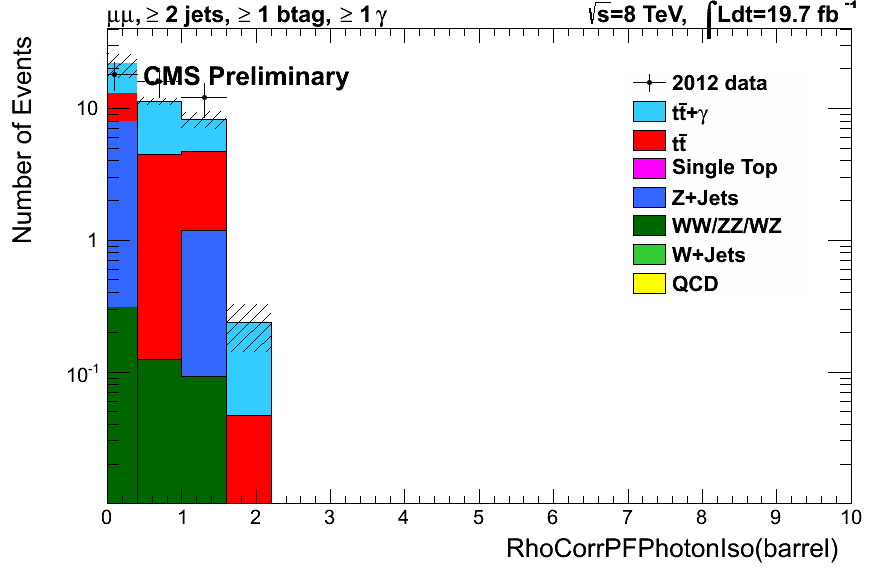 μμ, ≥ 2 jets, ≥ 1 btag, ≥ 1 γ
√s=8 TeV, ∫Ldt=19.7 fb⁻¹
CMS Preliminary
2012 data
tt̄+γ
tt̄
Single Top
Z+Jets
WW/ZZ/WZ
W+Jets
QCD
Number of Events
10
1
10⁻¹
0 1 2 3 4 5 6 7 8 9 10
RhoCorrPFPhotonIso(barrel)